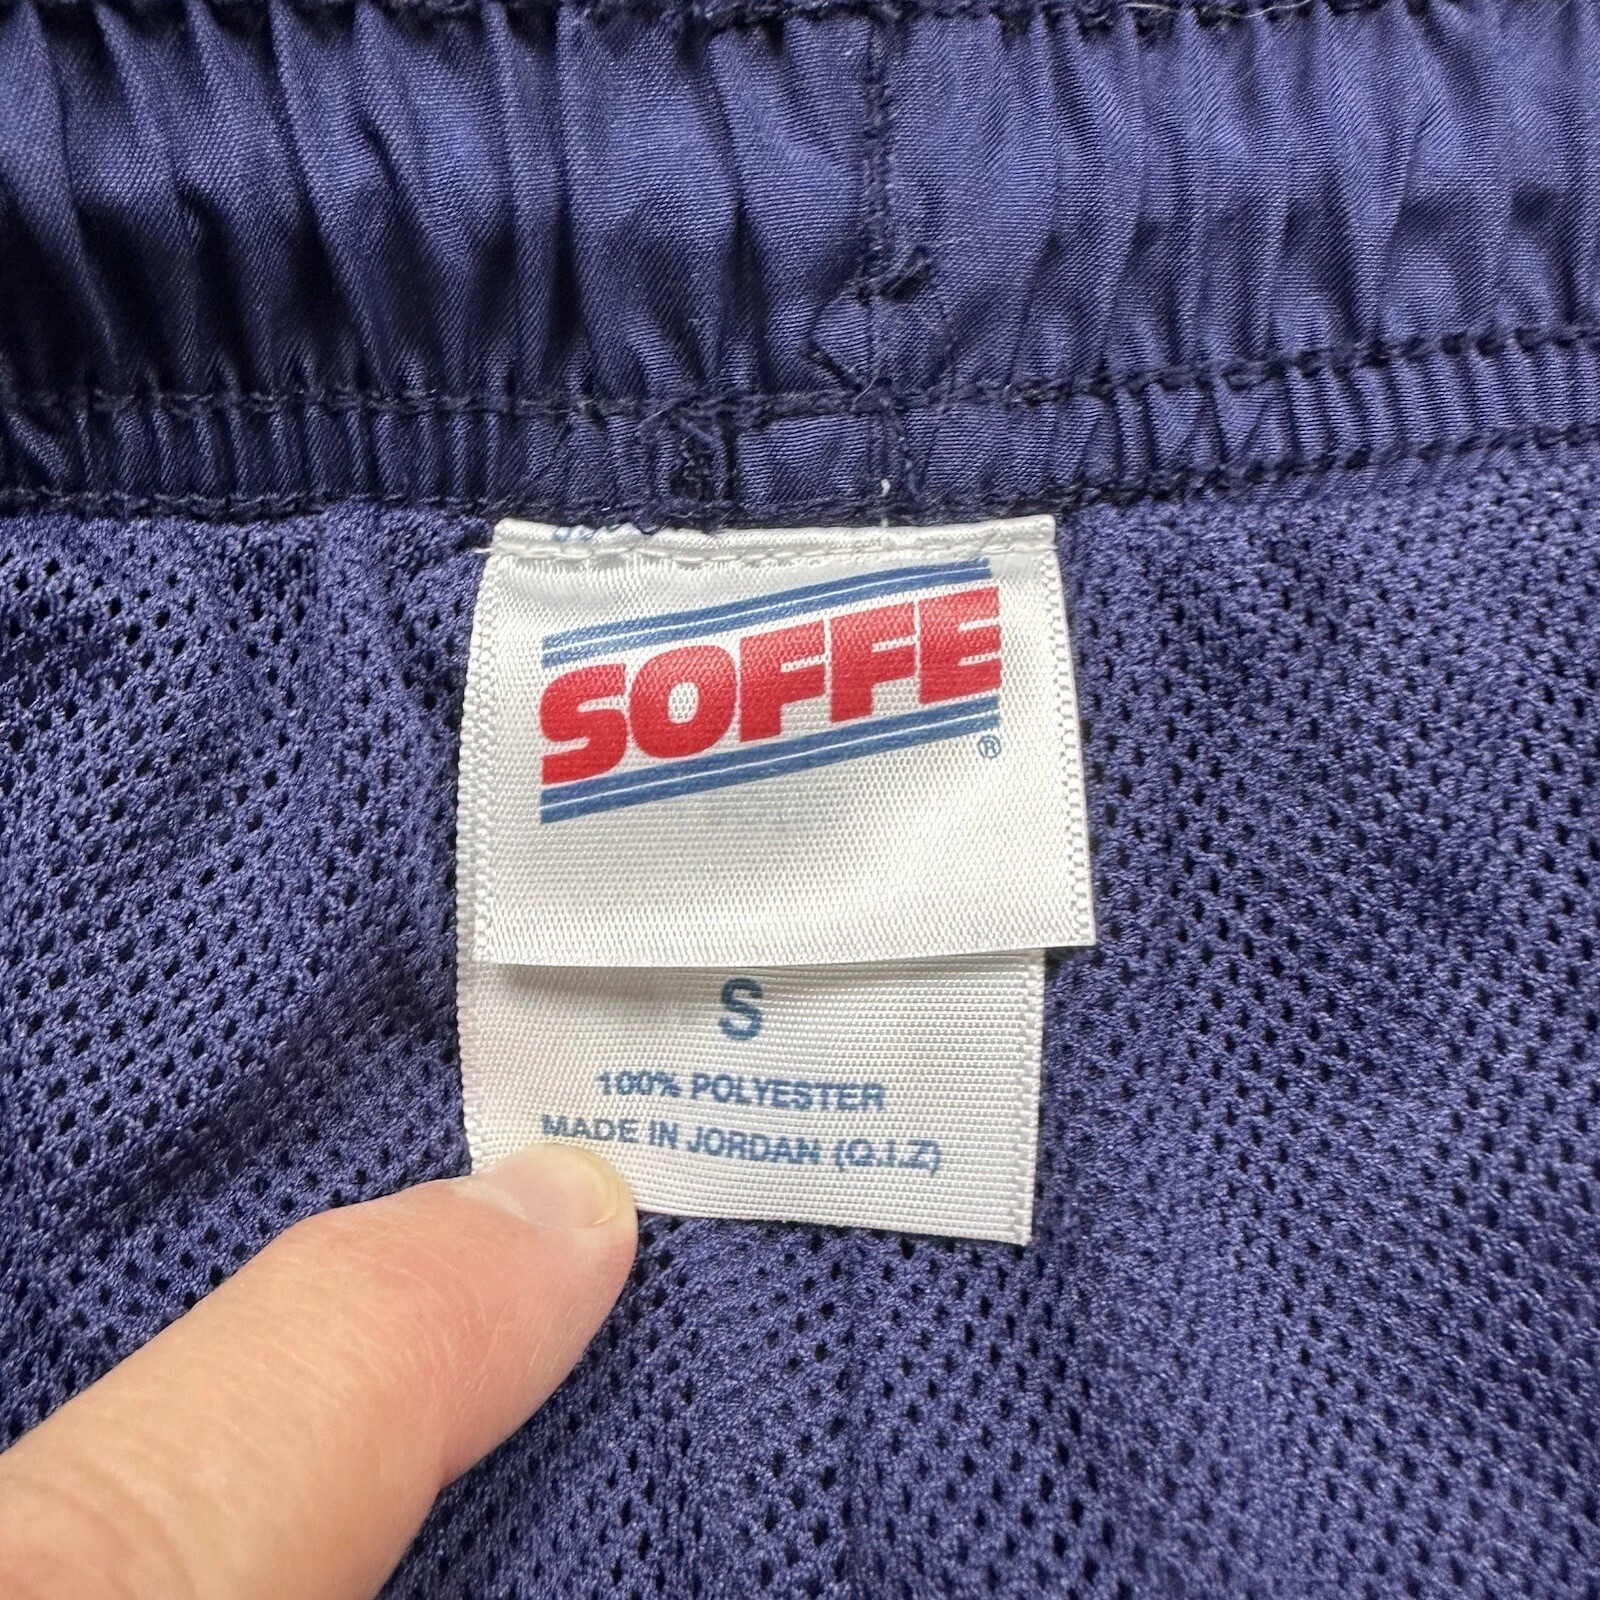 SOFFE
®
S
100% POLYESTER
MADE IN JORDAN (Q.I.Z)